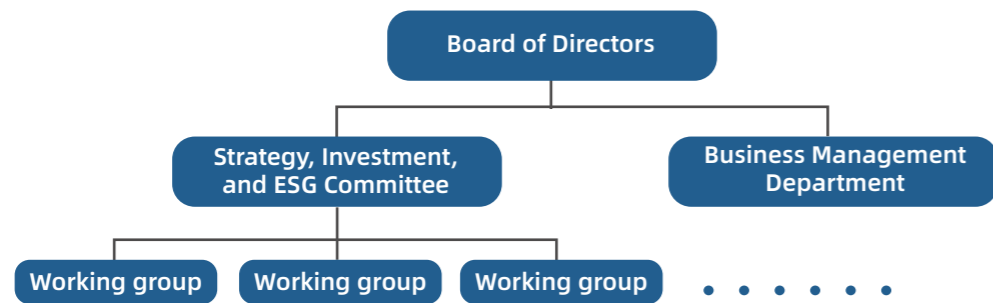 Board of Directors
Strategy, Investment,
and ESG Committee
Business Management
Department
Working group
Working group
Working group
. . . . . .